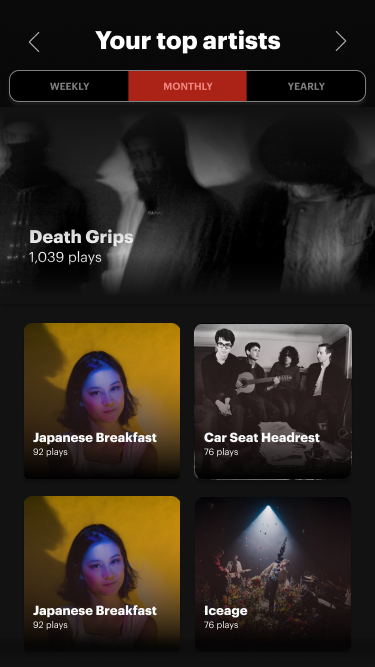 Your top artists
WEEKLY MONTHLY YEARLY
Death Grips
1,039 plays
Japanese Breakfast
92 plays
Car Seat Headrest
76 plays
Japanese Breakfast
92 plays
Iceage
76 plays